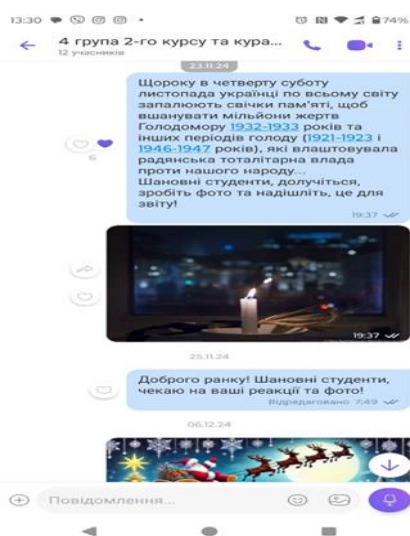 13:30
74%
4 група 2-го курсу та кура...
12 учасників
23.11.24
Щороку в четверту суботу
листопада українці по всьому світу
запалюють свічки пам'яті, щоб
вшанувати мільйони жертв
Голодомору 1932-1933 років та
інших періодів голоду (1921-1923 і
1946-1947 років), які влаштовувала
радянська тоталітарна влада
проти нашого народу...
Шановні студенти, долучіться,
зробіть фото та надішліть, це для
звіту!
6
19:37
19:37
25.11.24
Доброго ранку! Шановні студенти,
чекаю на ваші реакції та фото!
Відредаговано 7:49
06.12.24
Повідомлення...